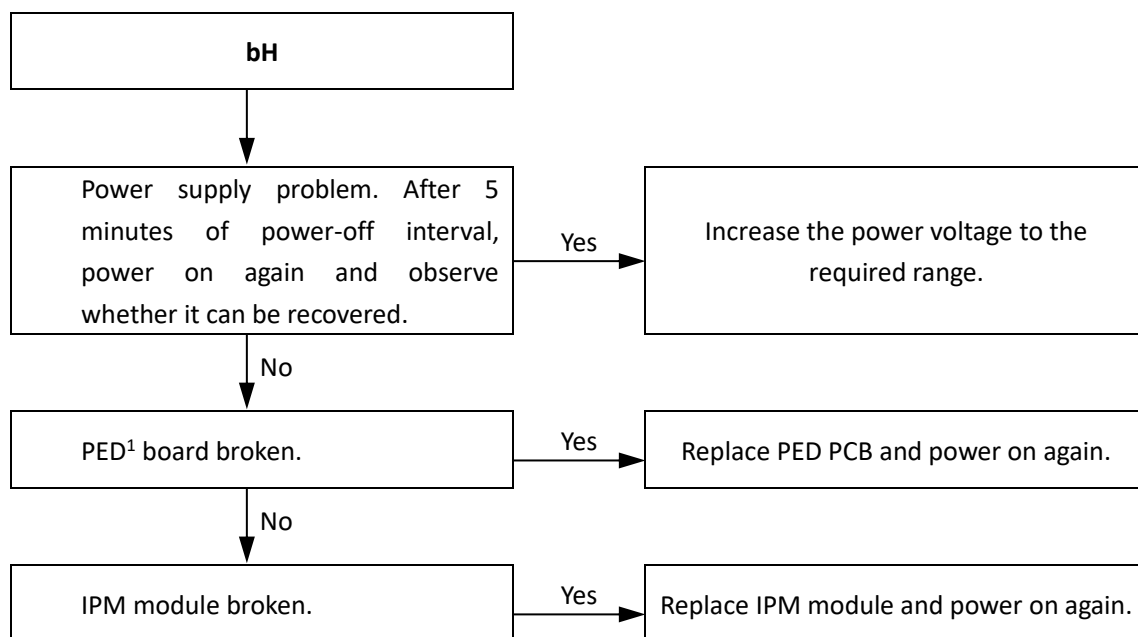 bH
Power supply problem. After 5
minutes of power-off interval,
power on again and observe
whether it can be recovered.
Yes
Increase the power voltage to the
required range.
No
PED¹ board broken.
Yes
Replace PED PCB and power on again.
No
IPM module broken.
Yes
Replace IPM module and power on again.